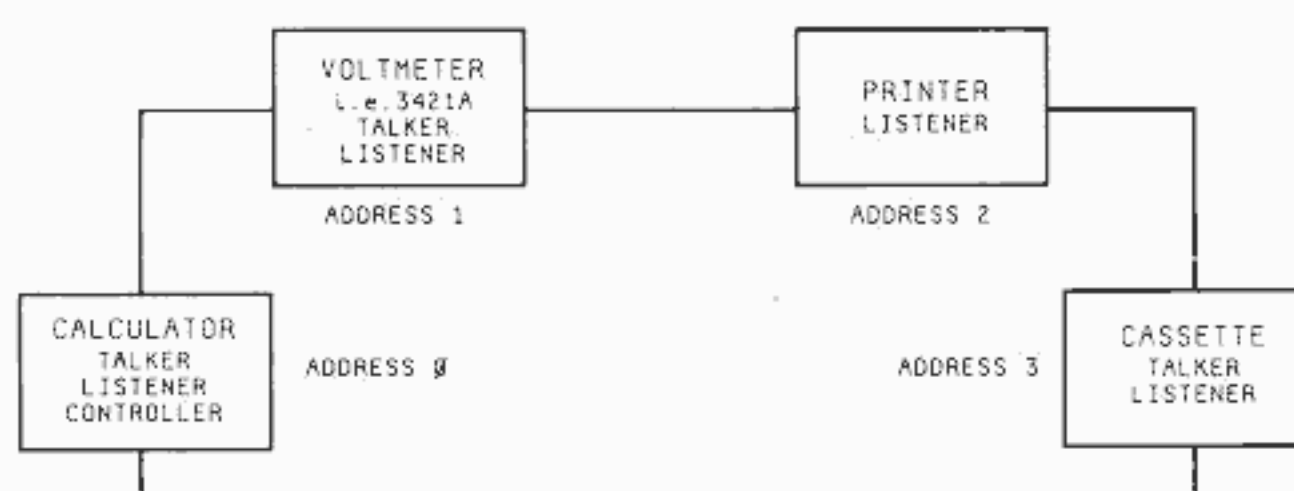 VOLTMETER
i.e.3421A
TALKER
LISTENER
ADDRESS 1
PRINTER
LISTENER
ADDRESS 2
CALCULATOR
TALKER
LISTENER
CONTROLLER
ADDRESS 0
CASSETTE
TALKER
LISTENER
ADDRESS 3